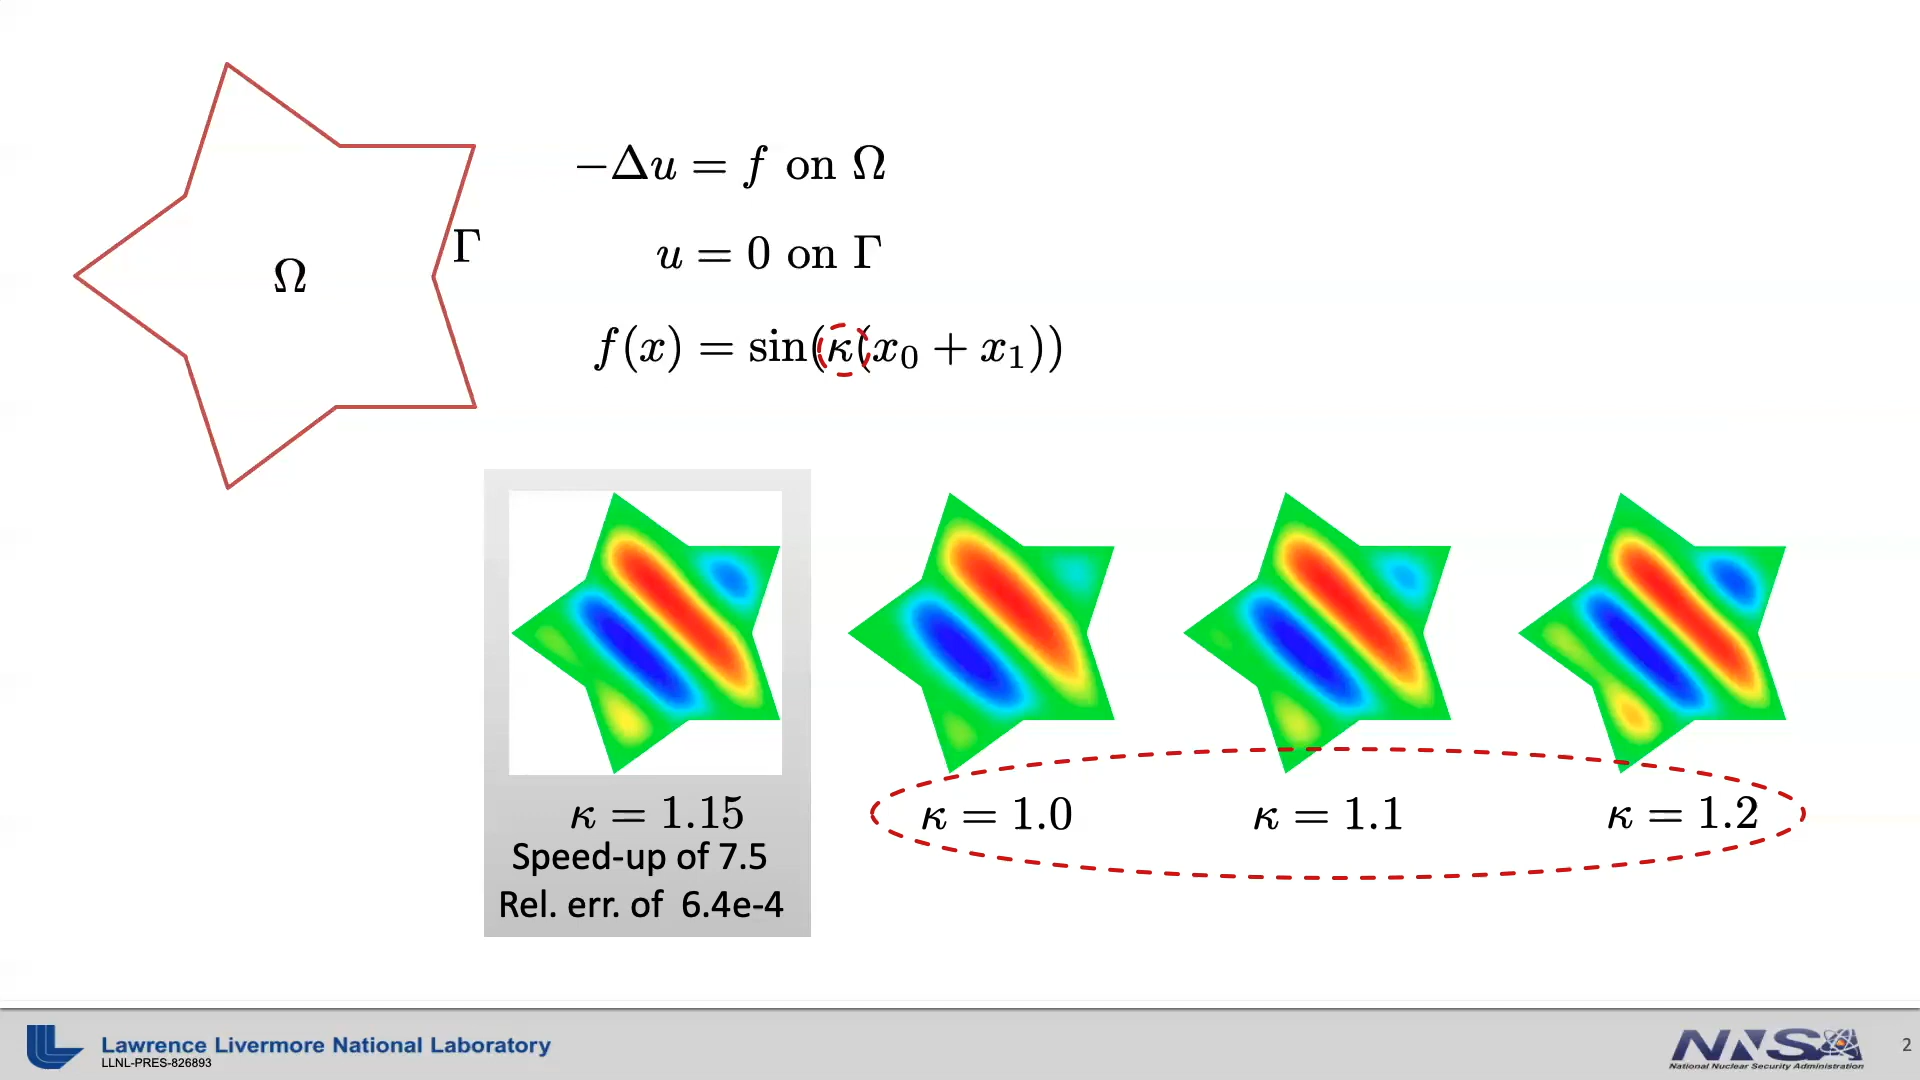 Ω
Γ
−Δu = f on Ω
u = 0 on Γ
f(x) = sin(κ(x₀ + x₁))
κ = 1.15
Speed-up of 7.5
Rel. err. of 6.4e-4
κ = 1.0
κ = 1.1
κ = 1.2
Lawrence Livermore National Laboratory
LLNL-PRES-826893
NNSA
National Nuclear Security Administration
2